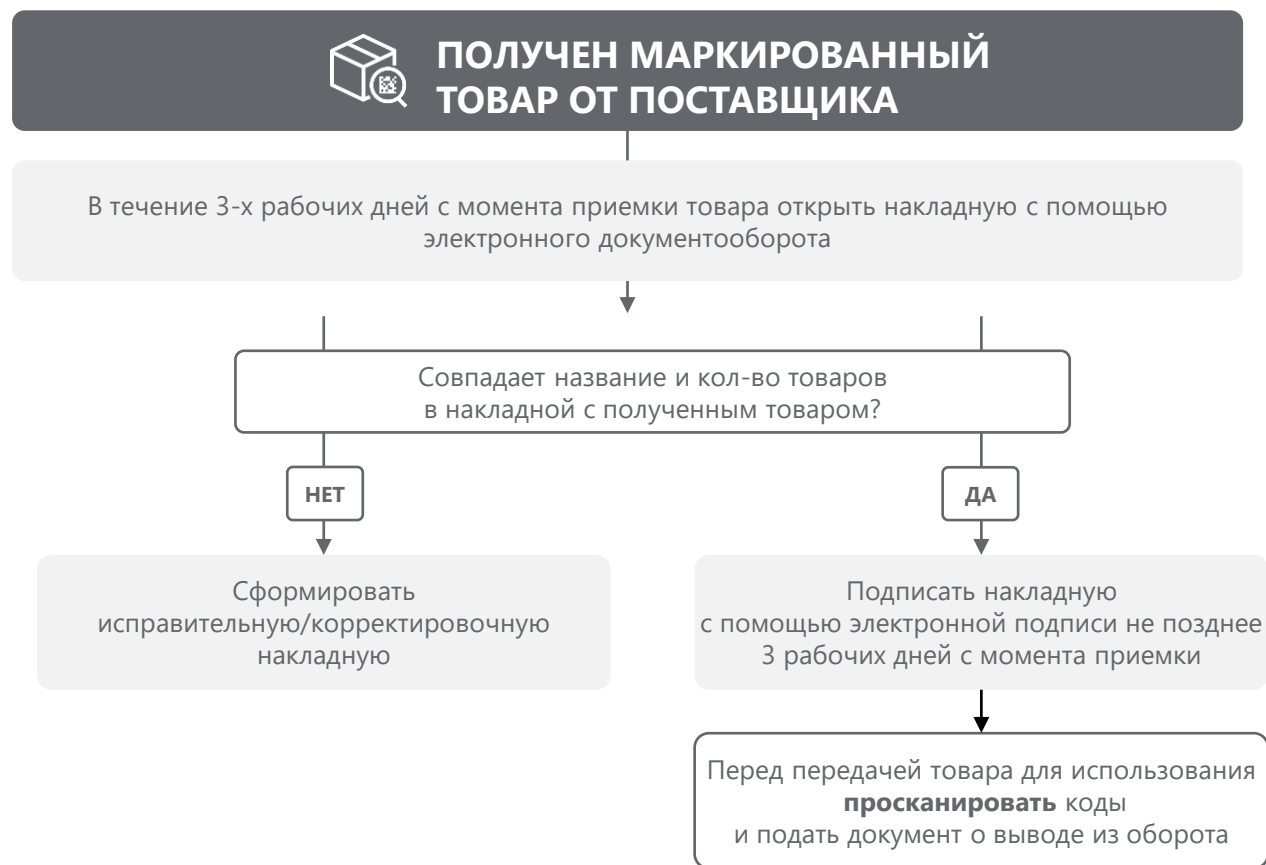 ПОЛУЧЕН МАРКИРОВАННЫЙ
ТОВАР ОТ ПОСТАВЩИКА
В течение 3-х рабочих дней с момента приемки товара открыть накладную с помощью
электронного документооборота
Совпадает название и кол-во товаров
в накладной с полученным товаром?
НЕТ
ДА
Сформировать
исправительную/корректировочную
накладную
Подписать накладную
с помощью электронной подписи не позднее
3 рабочих дней с момента приемки
Перед передачей товара для использования
просканировать коды
и подать документ о выводе из оборота